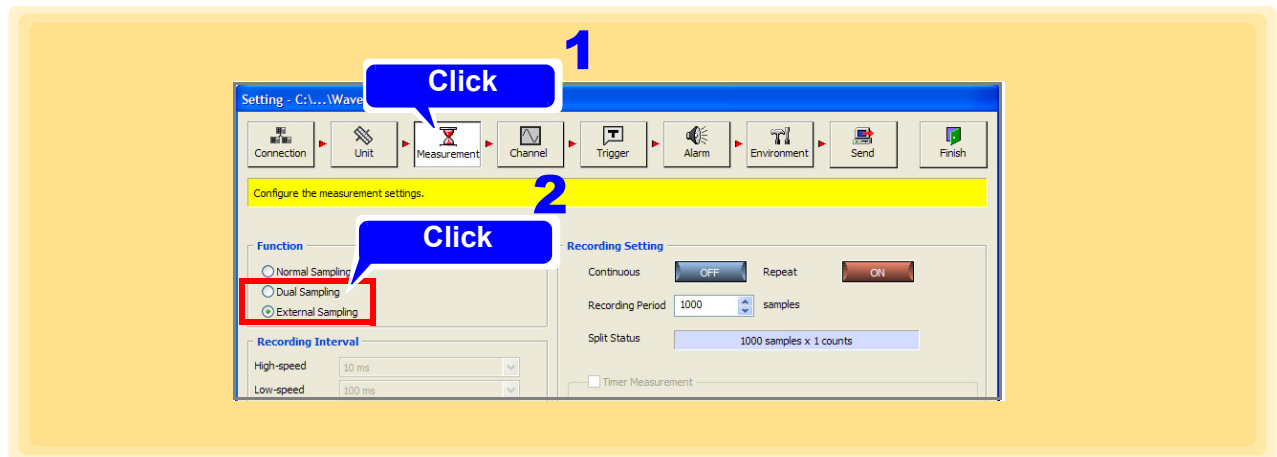 1
Click
Setting - C:\...\Wave
Connection
Unit
Measurement
Channel
Trigger
Alarm
Environment
Send
Finish
Configure the measurement settings.
2
Click
Function
Normal Sampling
Dual Sampling
External Sampling
Recording Interval
High-speed 10 ms
Low-speed 100 ms
Recording Setting
Continuous OFF Repeat ON
Recording Period 1000 samples
Split Status 1000 samples x 1 counts
Timer Measurement